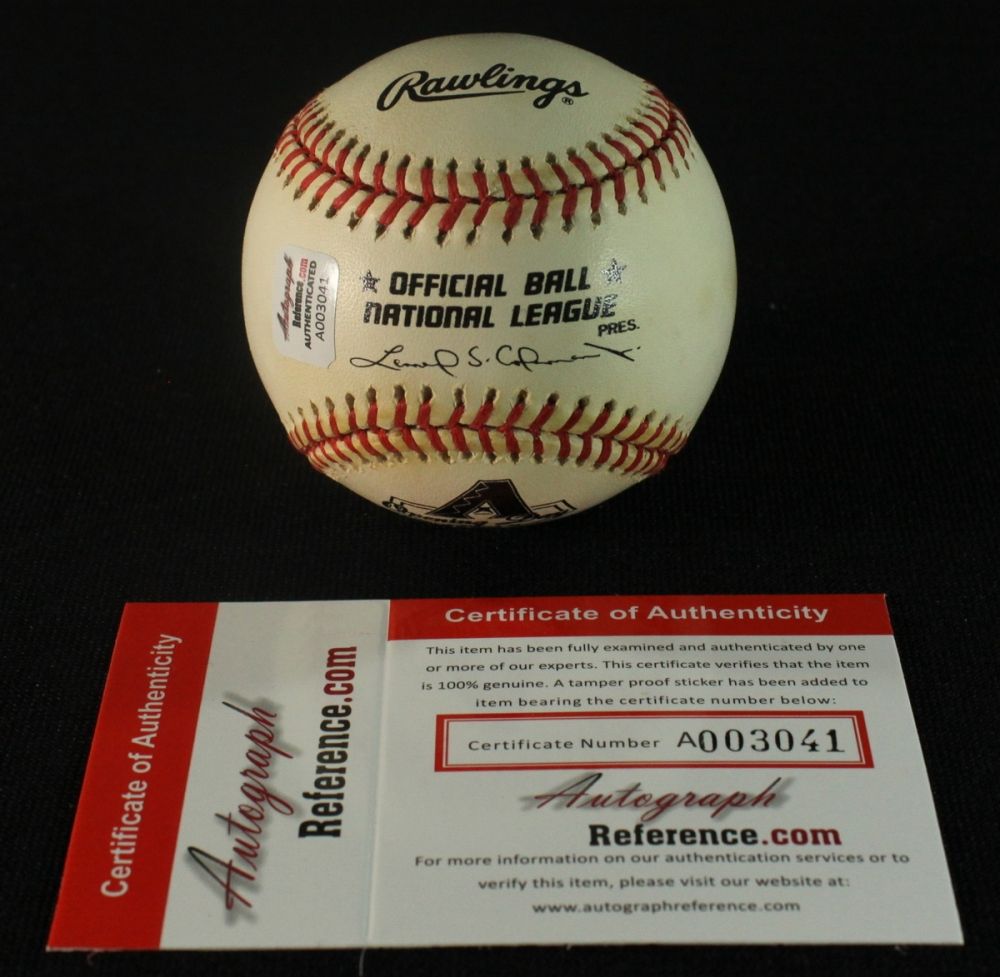 Rawlings®
OFFICIAL BALL
NATIONAL LEAGUE
PRES.
Autograph
Reference.com
AUTHENTICATED
A003041
A
Certificate of Authenticity
Autograph
Reference.com
Certificate of Authenticity
This item has been fully examined and authenticated by one
or more of our experts. This certificate verifies that the item
is 100% genuine. A tamper proof sticker has been added to
item bearing the certificate number below:
Certificate Number A003041
Autograph
Reference.com
For more information on our authentication services or to
verify this item, please visit our website at:
www.autographreference.com